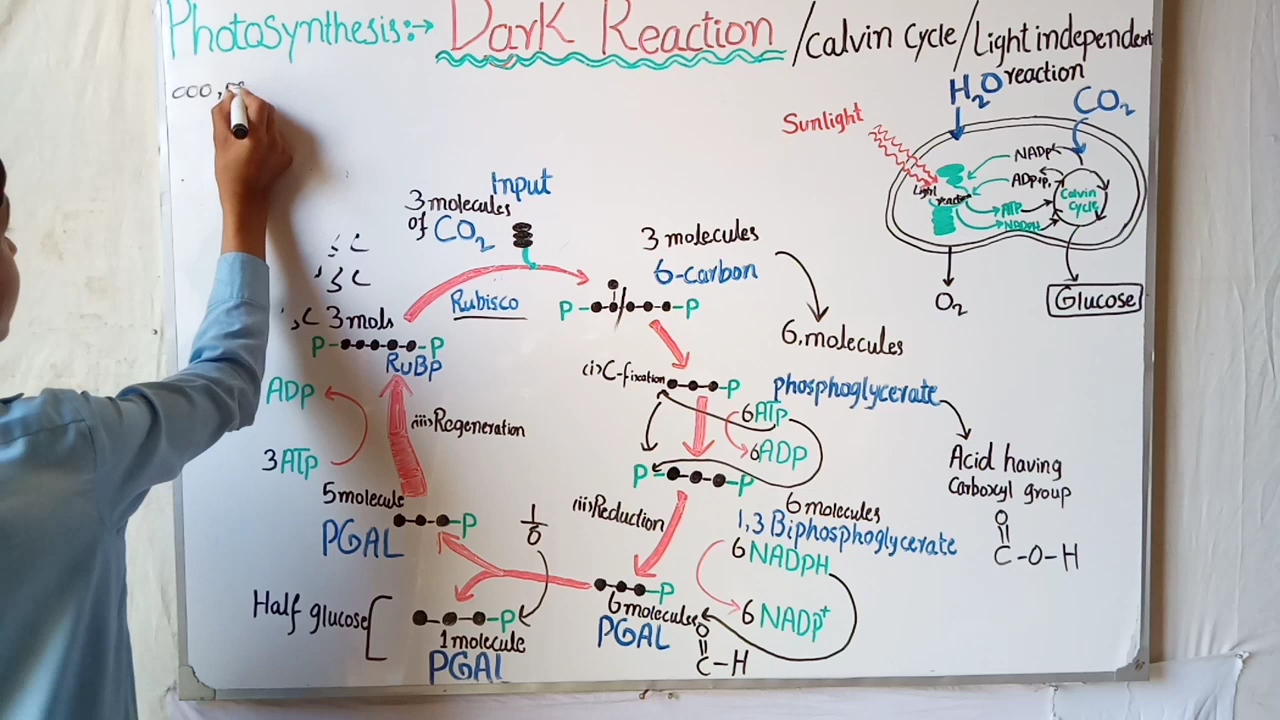 Photosynthesis:→ Dark Reaction /Calvin Cycle/Light independent
reaction
H2O
CO2
CCO,
Sunlight
NADP+
ADP+Pi
Light
reaction
Calvin
Cycle
ATP
NADPH
O2
Glucose
Input
3 molecules
of CO2
Rubisco
3 molecules
6-carbon
P P
6,molecules
3 mols
P P
RuBP
(i)C-fixation P
phosphoglycerate
6ATP
6ADP
ADP
3ATP
(iii)Regeneration
P P
Acid having
Carboxyl group
O
C-O-H
5 molecule
P
PGAL
1/6
(ii)Reduction
6 molecules
1,3 Biphosphoglycerate
6 NADPH
6 NADP+
P
6 molecules
PGAL
O
C-H
Half glucose
P
1 molecule
PGAL